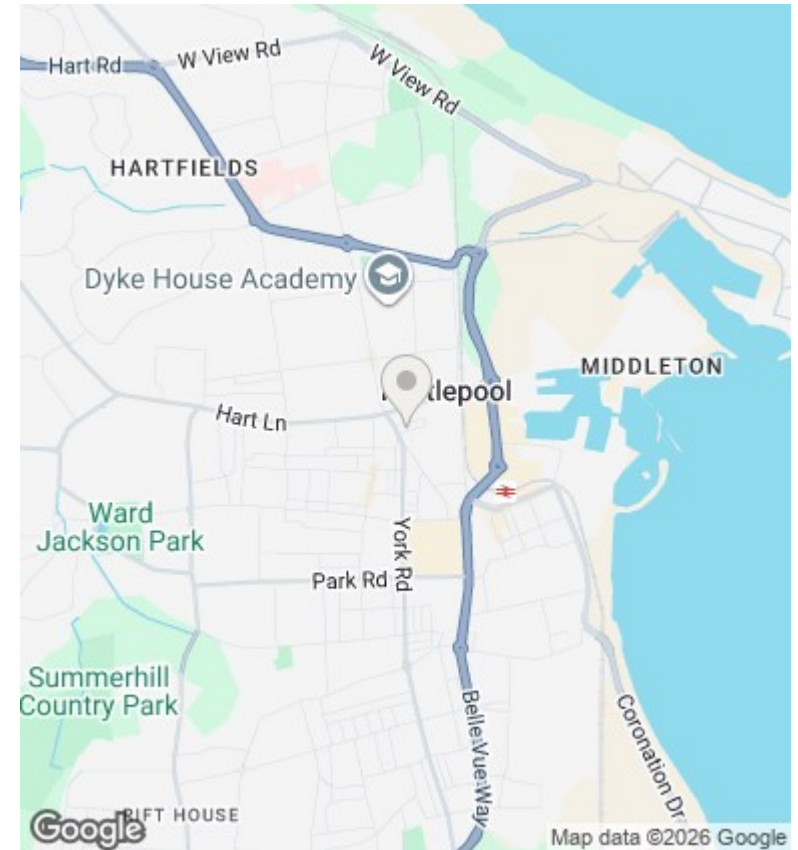 W View Rd
Hart Rd
W View Rd
HARTFIELDS
Dyke House Academy
MIDDLETON
tlepool
Hart Ln
Ward
Jackson Park
York Rd
Park Rd
Summerhill
Country Park
Belle Vue Way
Coronation Dr
RIFT HOUSE
Google
Map data ©2026 Google